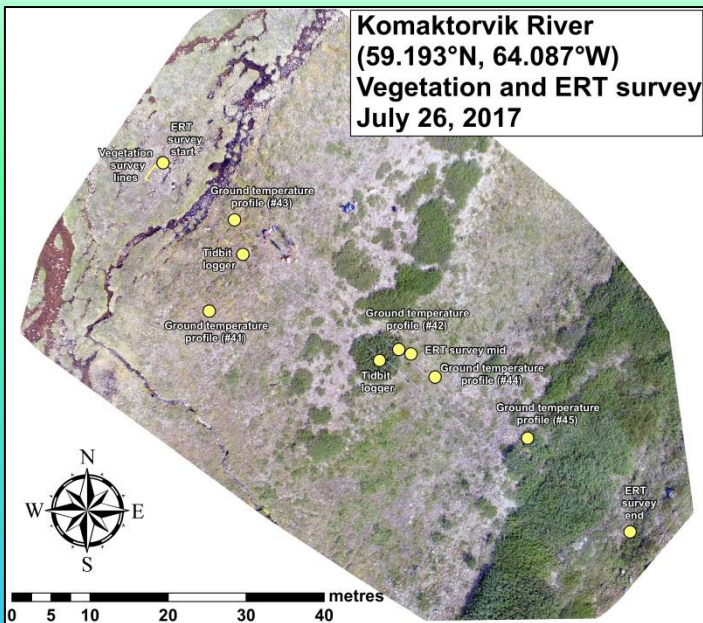 Komaktorvik River
(59.193°N, 64.087°W)
Vegetation and ERT survey
July 26, 2017
ERT
survey
start
Vegetation
survey
lines
Ground temperature
profile (#43)
Tidbit
logger
Ground temperature
profile (#41)
Ground temperature
profile (#42)
ERT survey mid
Tidbit
logger
Ground temperature
profile (#44)
Ground temperature
profile (#45)
ERT
survey
end
N
W E
S
metres
0 5 10 20 30 40